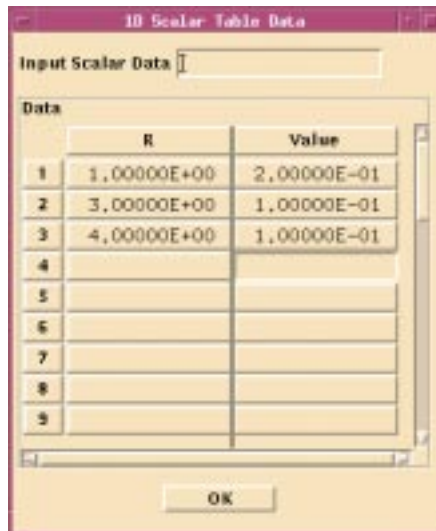 1D Scalar Table Data
Input Scalar Data
Data
R Value
1 1.00000E+00 2.00000E-01
2 3.00000E+00 1.00000E-01
3 4.00000E+00 1.00000E-01
4
5
6
7
8
9
OK